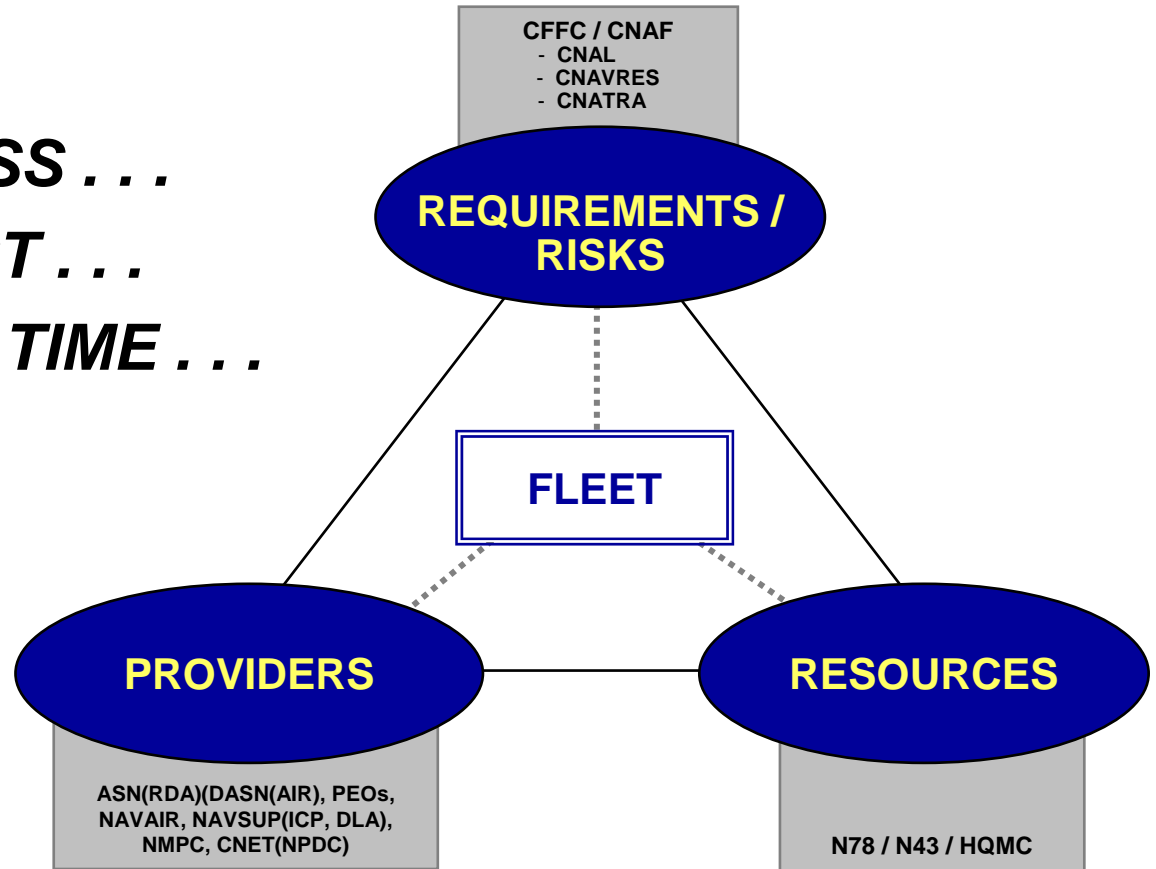 CFFC / CNAF
- CNAL
- CNAVRES
- CNATRA
SS . . .
REQUIREMENTS /
RISKS
T . . .
TIME . . .
FLEET
PROVIDERS
RESOURCES
ASN(RDA)(DASN(AIR), PEOs,
NAVAIR, NAVSUP(ICP, DLA),
NMPC, CNET(NPDC)
N78 / N43 / HQMC